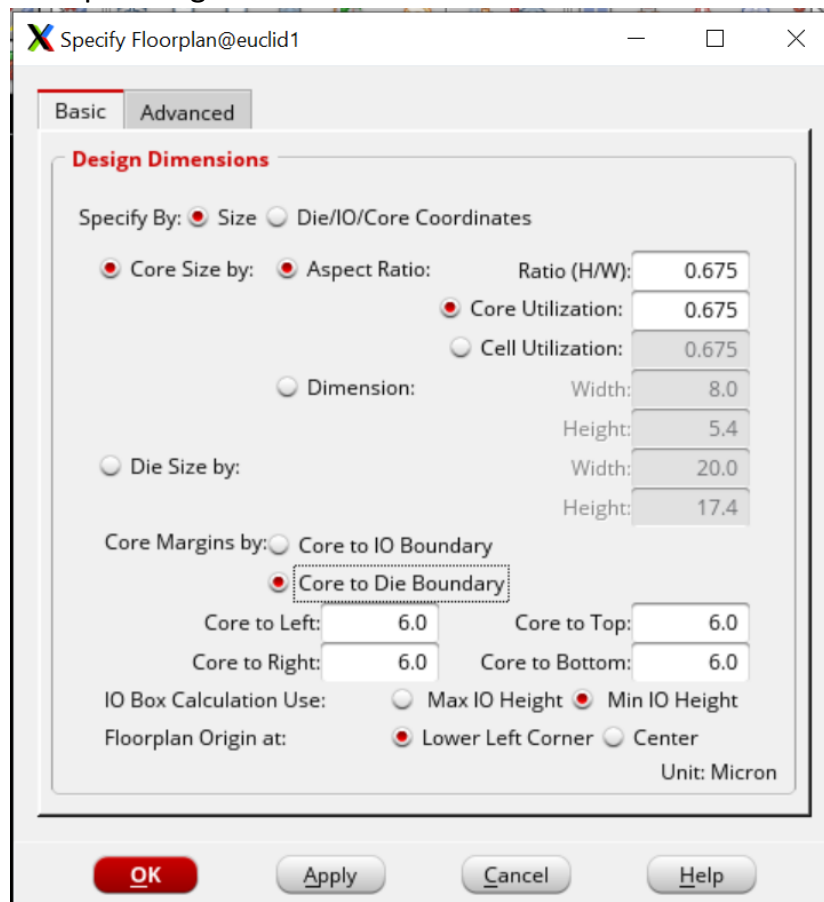 Specify Floorplan@euclid1
Basic Advanced
Design Dimensions
Specify By: Size Die/IO/Core Coordinates
Core Size by: Aspect Ratio: Ratio (H/W): 0.675
Core Utilization: 0.675
Cell Utilization: 0.675
Dimension: Width: 8.0
Height: 5.4
Die Size by: Width: 20.0
Height: 17.4
Core Margins by: Core to IO Boundary
Core to Die Boundary
Core to Left: 6.0 Core to Top: 6.0
Core to Right: 6.0 Core to Bottom: 6.0
IO Box Calculation Use: Max IO Height Min IO Height
Floorplan Origin at: Lower Left Corner Center
Unit: Micron
OK Apply Cancel Help